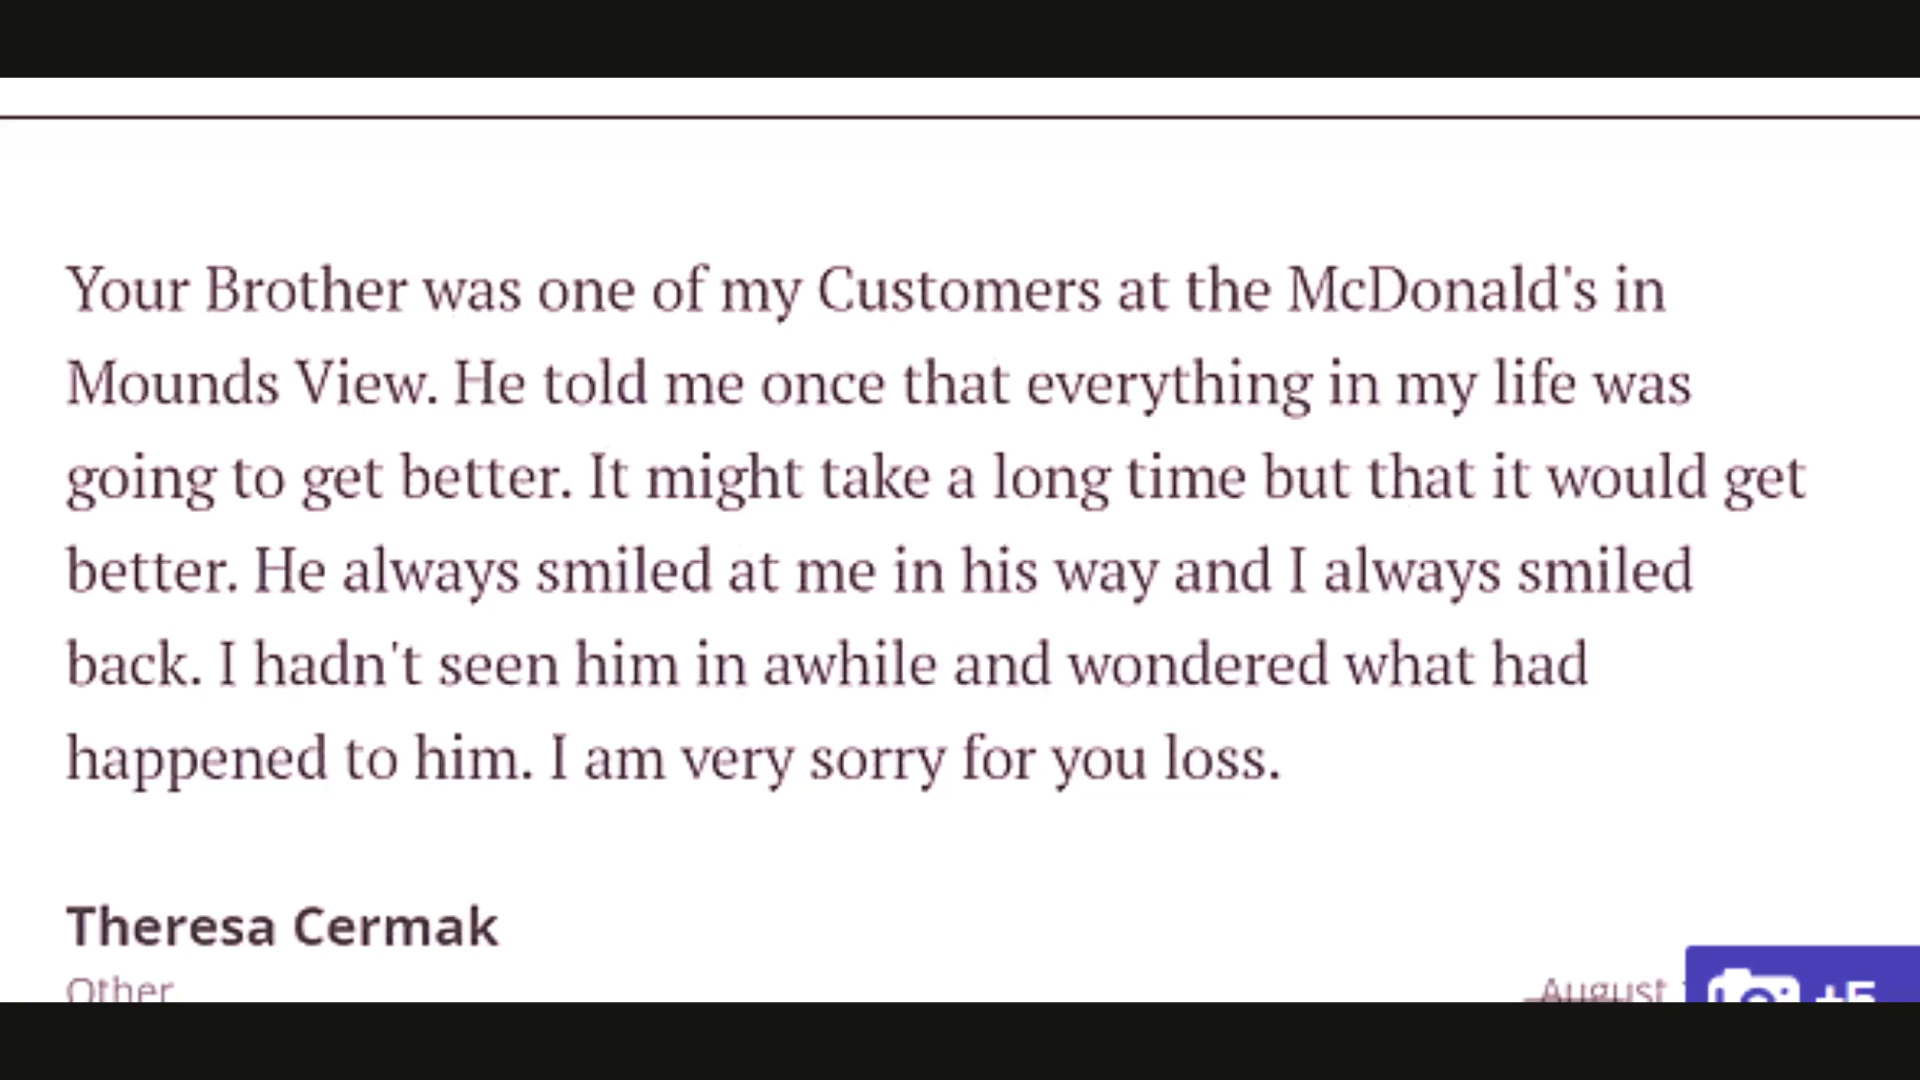 Your Brother was one of my Customers at the McDonald's in
Mounds View. He told me once that everything in my life was
going to get better. It might take a long time but that it would get
better. He always smiled at me in his way and I always smiled
back. I hadn't seen him in awhile and wondered what had
happened to him. I am very sorry for you loss.
Theresa Cermak
Other
August
+5